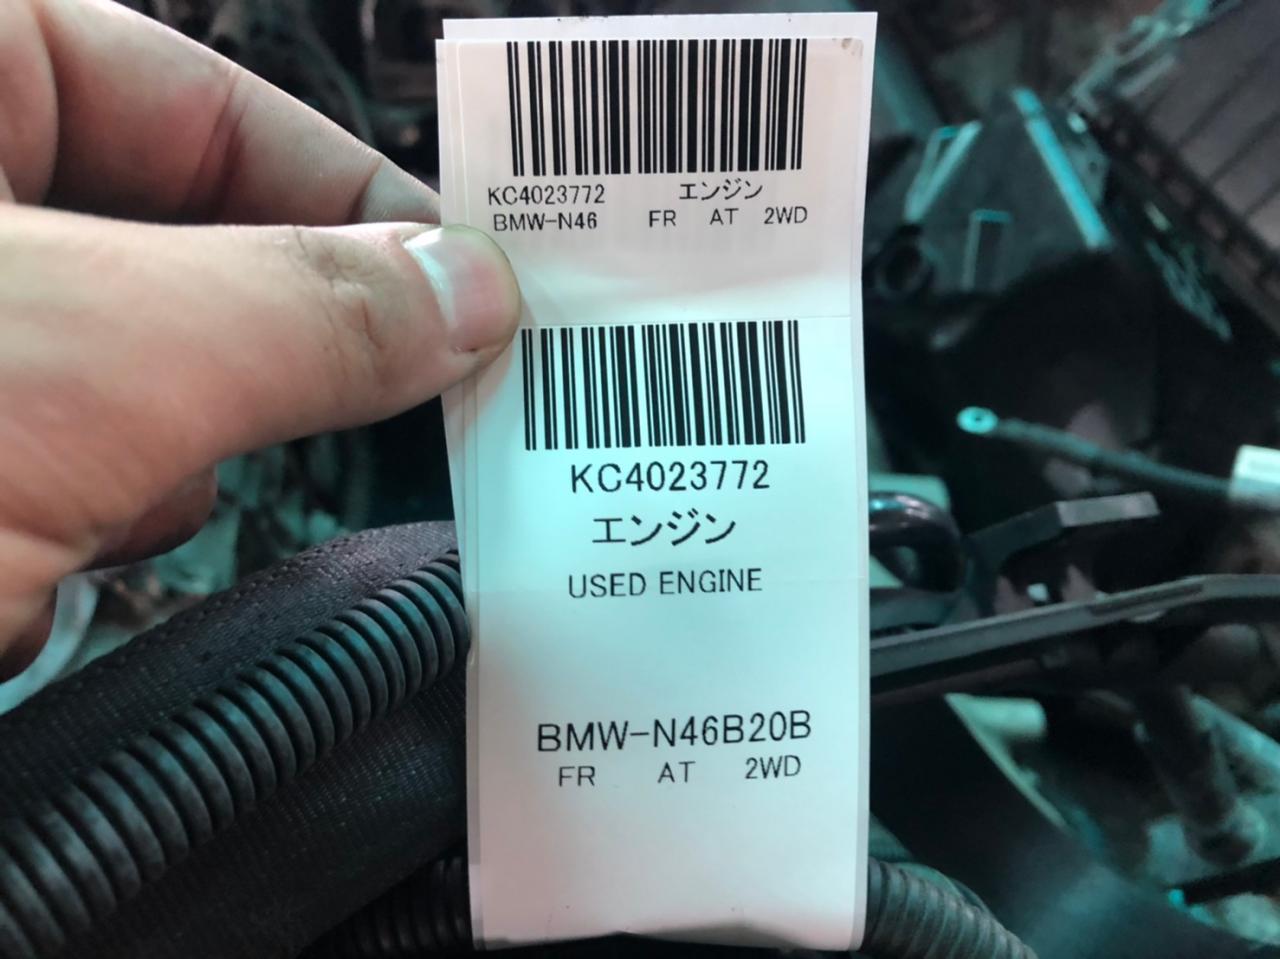 KC4023772 エンジン
BMW-N46 FR AT 2WD
KC4023772
エンジン
USED ENGINE
BMW-N46B20B
FR AT 2WD